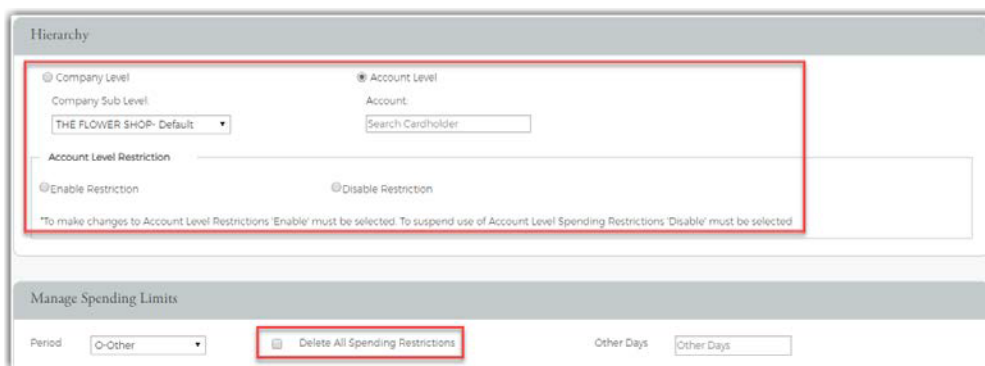 Hierarchy
Company Level Account Level
Company Sub Level: Account:
THE FLOWER SHOP- Default Search Cardholder
Account Level Restriction
Enable Restriction Disable Restriction
*To make changes to Account Level Restrictions 'Enable' must be selected. To suspend use of Account Level Spending Restrictions 'Disable' must be selected
Manage Spending Limits
Period O-Other Delete All Spending Restrictions Other Days Other Days